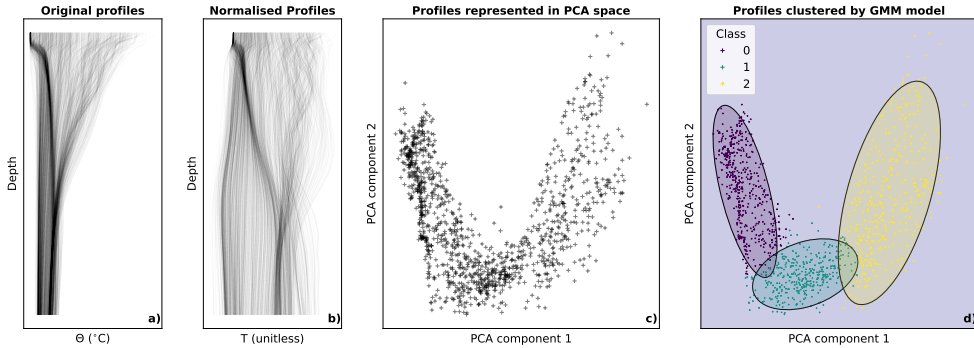 Original profiles
Depth
Θ (˚C)
a)
Normalised Profiles
Depth
T (unitless)
b)
Profiles represented in PCA space
PCA component 2
PCA component 1
c)
Profiles clustered by GMM model
Class
0
1
2
PCA component 2
PCA component 1
d)